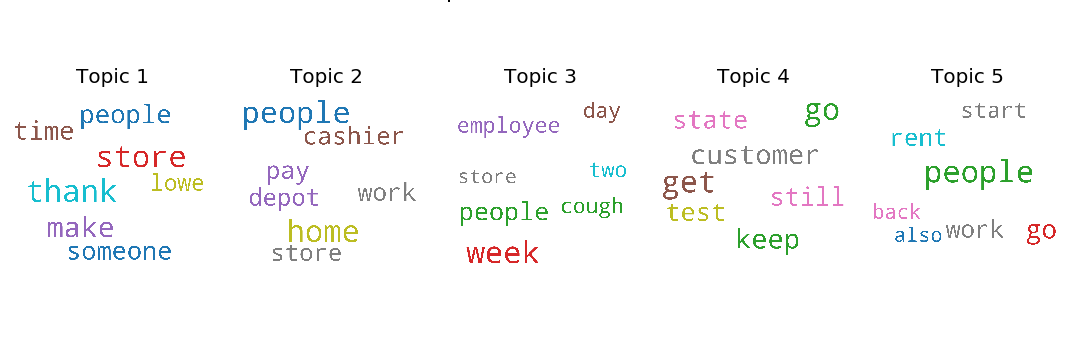 Topic 1 Topic 2 Topic 3 Topic 4 Topic 5
people
time
store
thank
lowe
make
someone
people
cashier
pay
depot
work
home
store
day
employee
store
two
people
cough
week
go
state
customer
get
still
test
keep
start
rent
people
back
also
work
go